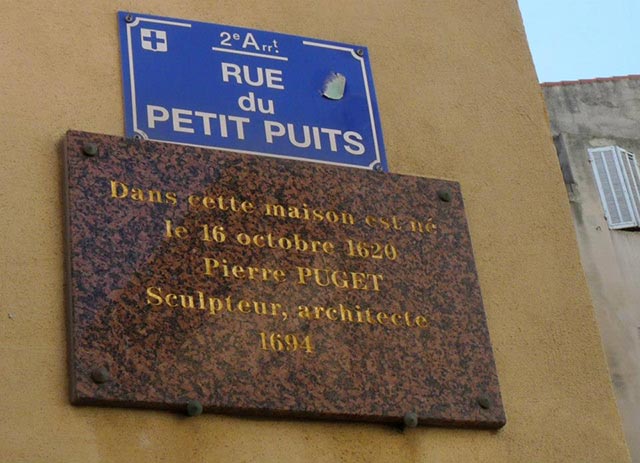 2e Arrt.
RUE
du
PETIT PUITS
Dans cette maison est né
le 16 octobre 1620
Pierre PUGET
Sculpteur, architecte
1694